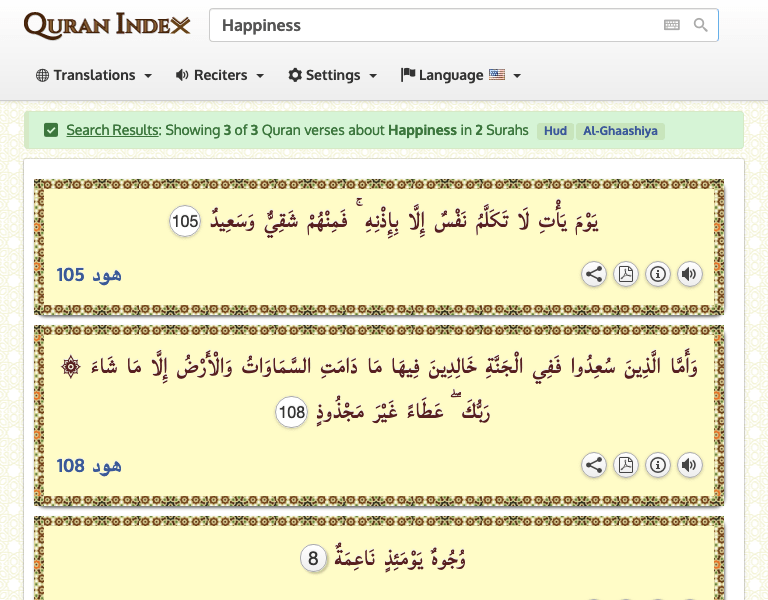 QURAN INDEX
Happiness
Translations Reciters Settings Language
Search Results: Showing 3 of 3 Quran verses about Happiness in 2 Surahs Hud Al-Ghaashiya
يَوْمَ يَأْتِ لَا تَكَلَّمُ نَفْسٌ إِلَّا بِإِذْنِهِ ۚ فَمِنْهُمْ شَقِيٌّ وَسَعِيدٌ 105
هود 105
وَأَمَّا الَّذِينَ سُعِدُوا فَفِي الْجَنَّةِ خَالِدِينَ فِيهَا مَا دَامَتِ السَّمَاوَاتُ وَالْأَرْضُ إِلَّا مَا شَاءَ ۞
رَبُّكَ ۖ عَطَاءً غَيْرَ مَجْذُوذٍ 108
هود 108
وُجُوهٌ يَوْمَئِذٍ نَاعِمَةٌ 8